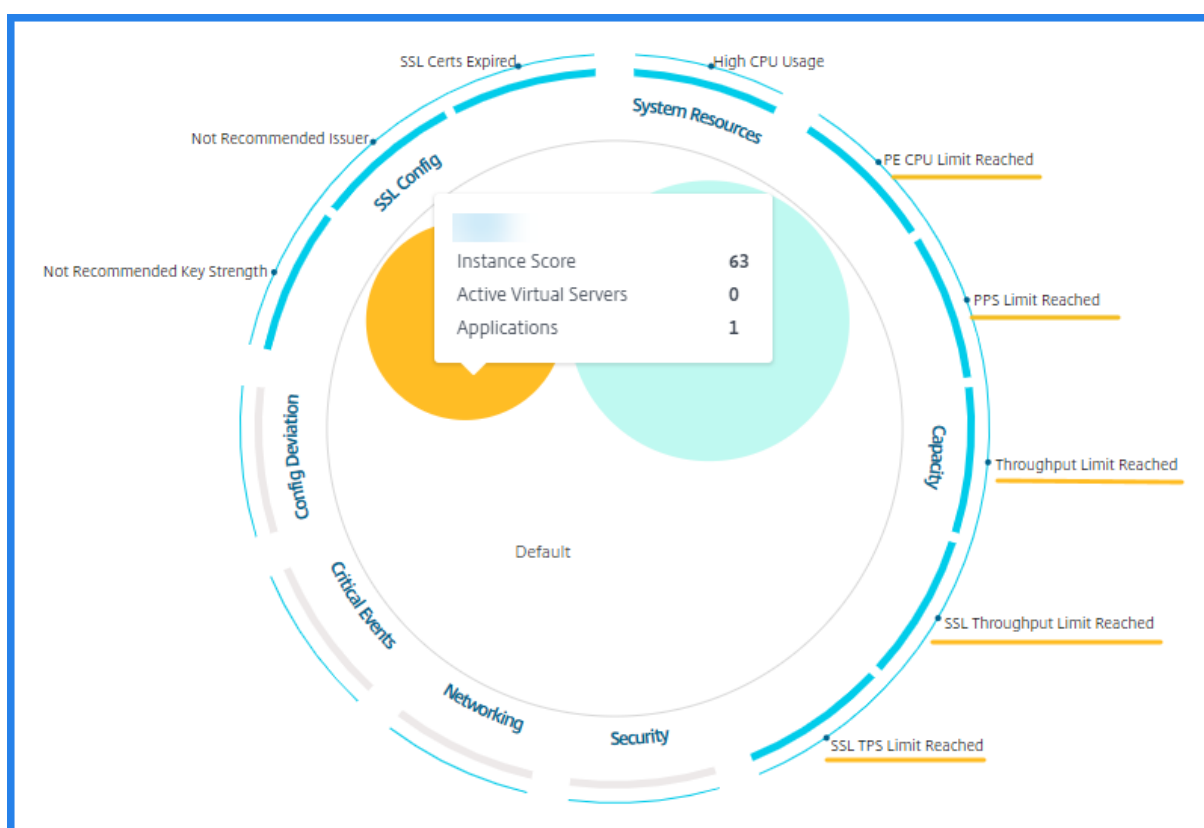 SSL Certs Expired
High CPU Usage
System Resources
Not Recommended Issuer
PE CPU Limit Reached
SSL Config
Instance Score 63
Not Recommended Key Strength
Active Virtual Servers 0
PPS Limit Reached
Applications 1
Config Deviation
Capacity
Throughput Limit Reached
Default
Critical Events
SSL Throughput Limit Reached
Networking
Security
SSL TPS Limit Reached